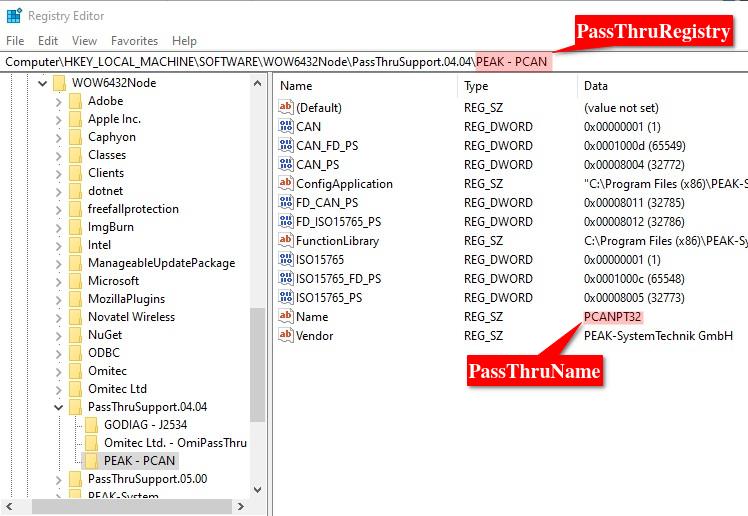 Registry Editor
PassThruRegistry
File Edit View Favorites Help
Computer\HKEY_LOCAL_MACHINE\SOFTWARE\WOW6432Node\PassThruSupport.04.04\PEAK - PCAN
WOW6432Node
Adobe
Apple Inc.
Caphyon
Classes
Clients
dotnet
freefallprotection
ImgBurn
Intel
ManageableUpdatePackage
Microsoft
MozillaPlugins
Novatel Wireless
NuGet
ODBC
Omitec
Omitec Ltd
PassThruSupport.04.04
GODIAG - J2534
Omitec Ltd. - OmiPassThru
PEAK - PCAN
PassThruSupport.05.00
PEAK-System
Name Type Data
(Default) REG_SZ (value not set)
CAN REG_DWORD 0x00000001 (1)
CAN_FD_PS REG_DWORD 0x0001000d (65549)
CAN_PS REG_DWORD 0x00008004 (32772)
ConfigApplication REG_SZ "C:\Program Files (x86)\PEAK-S
FD_CAN_PS REG_DWORD 0x00008011 (32785)
FD_ISO15765_PS REG_DWORD 0x00008012 (32786)
FunctionLibrary REG_SZ C:\Program Files (x86)\PEAK-Sy
ISO15765 REG_DWORD 0x00000001 (1)
ISO15765_FD_PS REG_DWORD 0x0001000c (65548)
ISO15765_PS REG_DWORD 0x00008005 (32773)
Name REG_SZ PCANPT32
Vendor REG_SZ PEAK-SystemTechnik GmbH
PassThruName